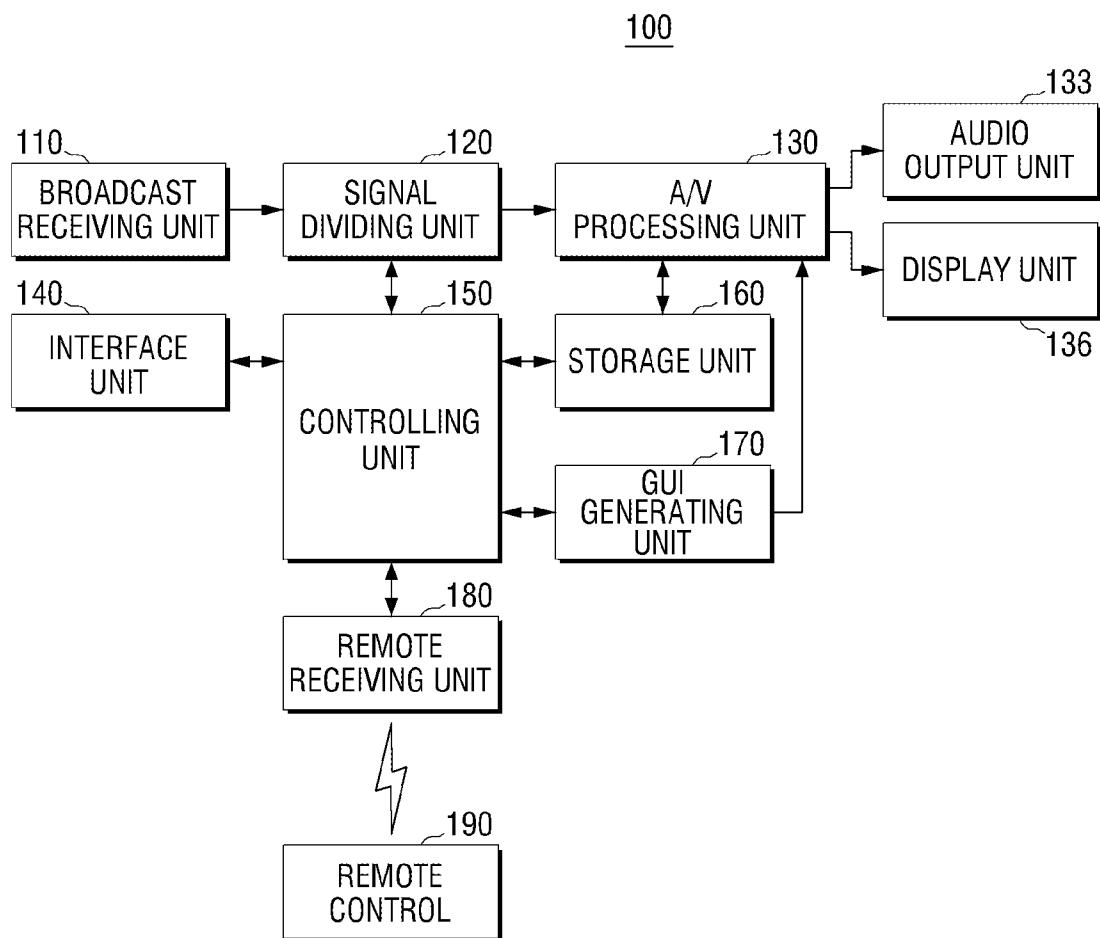 100
110
BROADCAST
RECEIVING UNIT
120
SIGNAL
DIVIDING UNIT
130
A/V
PROCESSING UNIT
133
AUDIO
OUTPUT UNIT
DISPLAY UNIT
136
140
INTERFACE
UNIT
150
CONTROLLING
UNIT
160
STORAGE UNIT
170
GUI
GENERATING
UNIT
180
REMOTE
RECEIVING UNIT
190
REMOTE
CONTROL